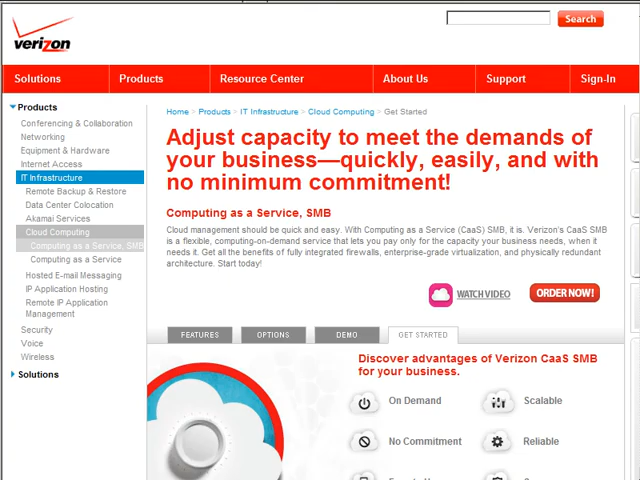 Search
verizon
Solutions
Products
Resource Center
About Us
Support
Sign-In
Products
Conferencing & Collaboration
Networking
Equipment & Hardware
Internet Access
IT Infrastructure
Remote Backup & Restore
Data Center Colocation
Akamai Services
Cloud Computing
Computing as a Service, SMB
Computing as a Service
Hosted E-mail Messaging
IP Application Hosting
Remote IP Application
Management
Security
Voice
Wireless
Solutions
Home > Products > IT Infrastructure > Cloud Computing > Get Started
Adjust capacity to meet the demands of
your business—quickly, easily, and with
no minimum commitment!
Computing as a Service, SMB
Cloud management should be quick and easy. With Computing as a Service (CaaS) SMB, it is. Verizon's CaaS SMB
is a flexible, computing-on-demand service that lets you pay only for the capacity your business needs, when it
needs it. Get all the benefits of fully integrated firewalls, enterprise-grade virtualization, and physically redundant
architecture. Start today!
WATCH VIDEO
ORDER NOW!
FEATURES
OPTIONS
DEMO
GET STARTED
Discover advantages of Verizon CaaS SMB
for your business.
On Demand
Scalable
No Commitment
Reliable